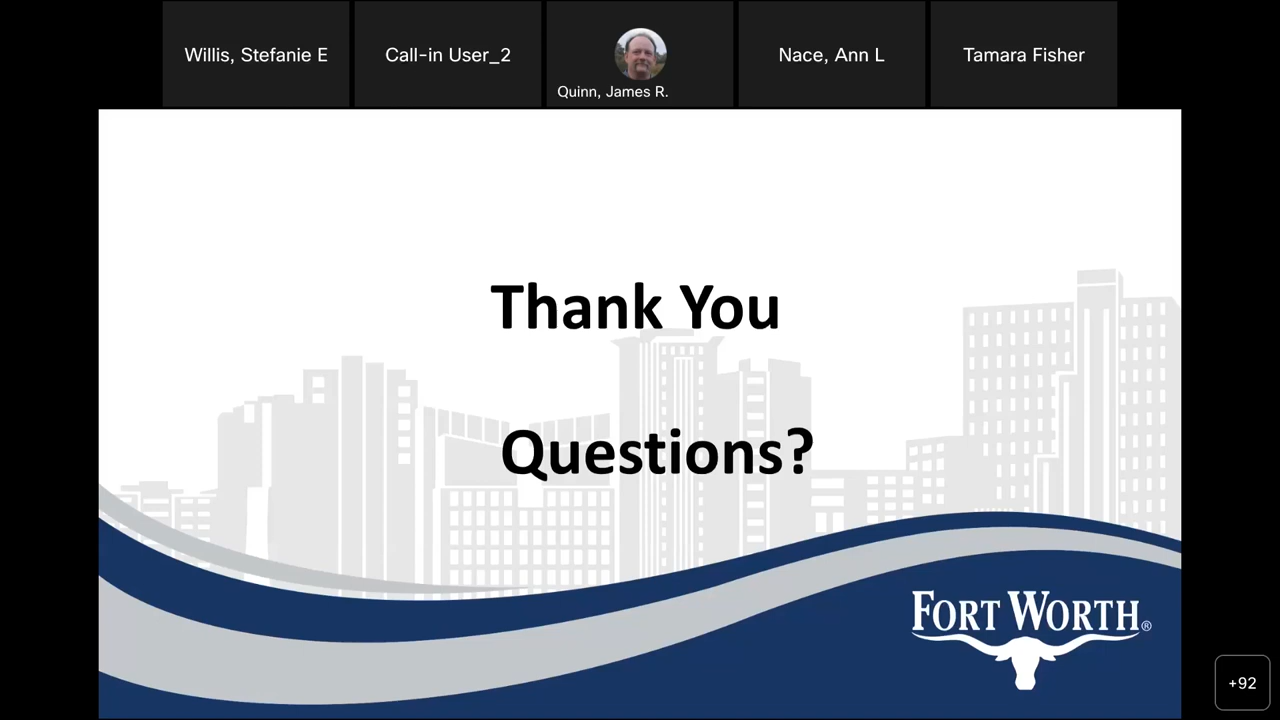 Willis, Stefanie E
Call-in User_2
Quinn, James R.
Nace, Ann L
Tamara Fisher
Thank You
Questions?
FORT WORTH®
+92